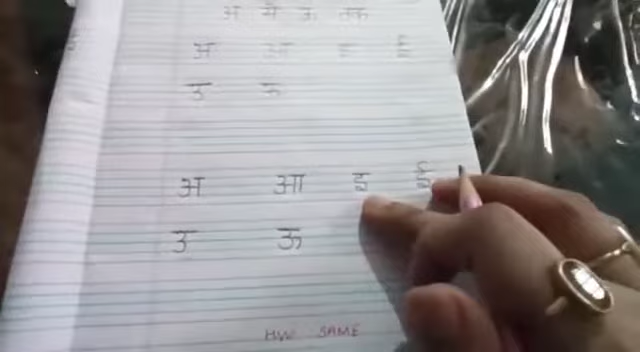 अ से ऊ तक
अ आ इ ई
उ ऊ
अ आ इ ई
उ ऊ
HW SAME